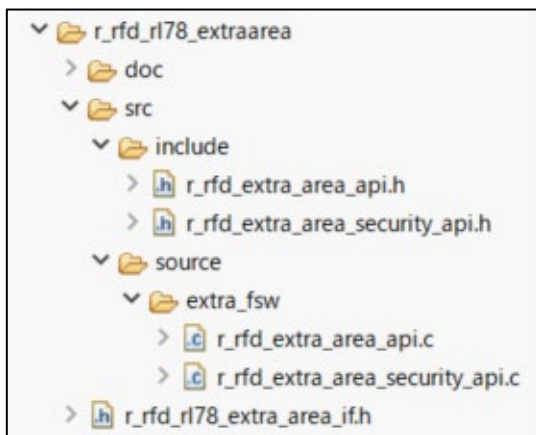 r_rfd_rl78_extraarea
doc
src
include
r_rfd_extra_area_api.h
r_rfd_extra_area_security_api.h
source
extra_fsw
r_rfd_extra_area_api.c
r_rfd_extra_area_security_api.c
r_rfd_rl78_extra_area_if.h